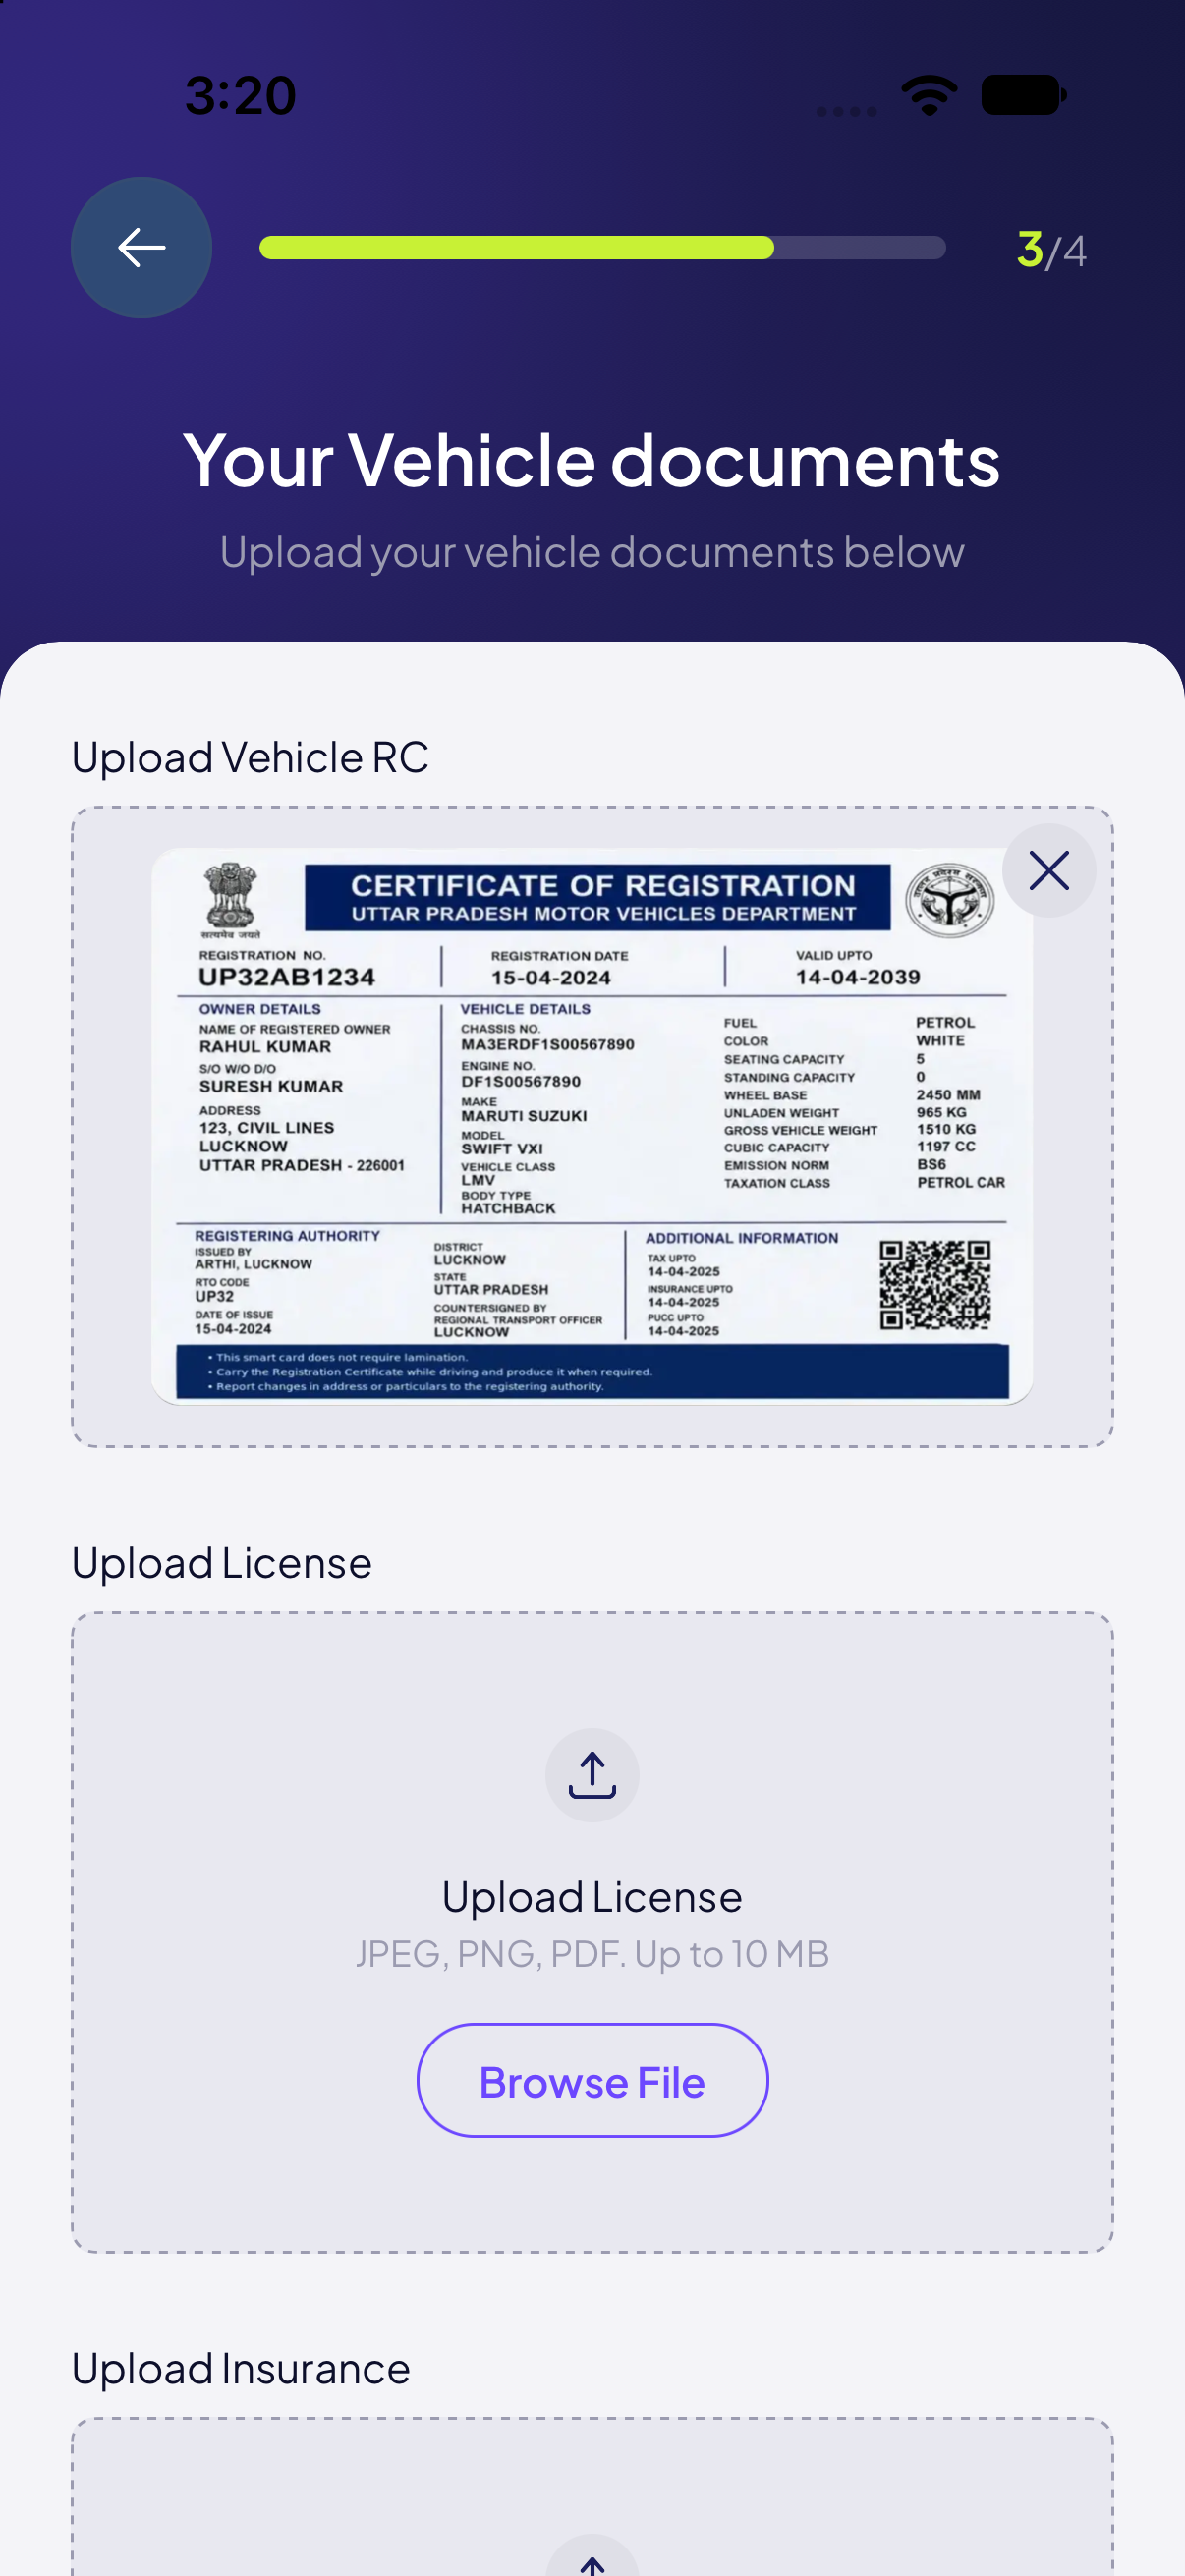 3:20
3/4
Your Vehicle documents
Upload your vehicle documents below
Upload Vehicle RC
CERTIFICATE OF REGISTRATION
UTTAR PRADESH MOTOR VEHICLES DEPARTMENT
सत्यमेव जयते
REGISTRATION NO.
UP32AB1234
REGISTRATION DATE
15-04-2024
VALID UPTO
14-04-2039
OWNER DETAILS
NAME OF REGISTERED OWNER
RAHUL KUMAR
S/O W/O D/O
SURESH KUMAR
ADDRESS
123, CIVIL LINES
LUCKNOW
UTTAR PRADESH - 226001
VEHICLE DETAILS
CHASSIS NO.
MA3ERDF1S00567890
ENGINE NO.
DF1S00567890
MAKE
MARUTI SUZUKI
MODEL
SWIFT VXI
VEHICLE CLASS
LMV
BODY TYPE
HATCHBACK
FUEL PETROL
COLOR WHITE
SEATING CAPACITY 5
STANDING CAPACITY 0
WHEEL BASE 2450 MM
UNLADEN WEIGHT 965 KG
GROSS VEHICLE WEIGHT 1510 KG
CUBIC CAPACITY 1197 CC
EMISSION NORM BS6
TAXATION CLASS PETROL CAR
REGISTERING AUTHORITY
ISSUED BY
ARTHI, LUCKNOW
RTO CODE
UP32
DATE OF ISSUE
15-04-2024
DISTRICT
LUCKNOW
STATE
UTTAR PRADESH
COUNTERSIGNED BY
REGIONAL TRANSPORT OFFICER
LUCKNOW
ADDITIONAL INFORMATION
TAX UPTO
14-04-2025
INSURANCE UPTO
14-04-2025
PUCC UPTO
14-04-2025
• This smart card does not require lamination.
• Carry the Registration Certificate while driving and produce it when required.
• Report changes in address or particulars to the registering authority.
Upload License
Upload License
JPEG, PNG, PDF. Up to 10 MB
Browse File
Upload Insurance